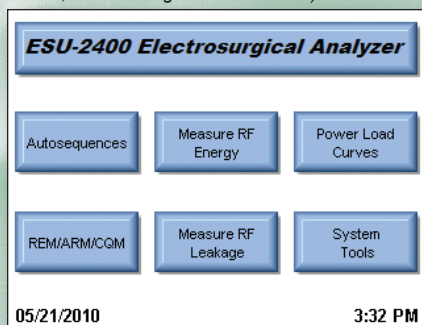 ESU-2400 Electrosurgical Analyzer
Autosequences
Measure RF
Energy
Power Load
Curves
REM/ARM/CQM
Measure RF
Leakage
System
Tools
05/21/2010
3:32 PM